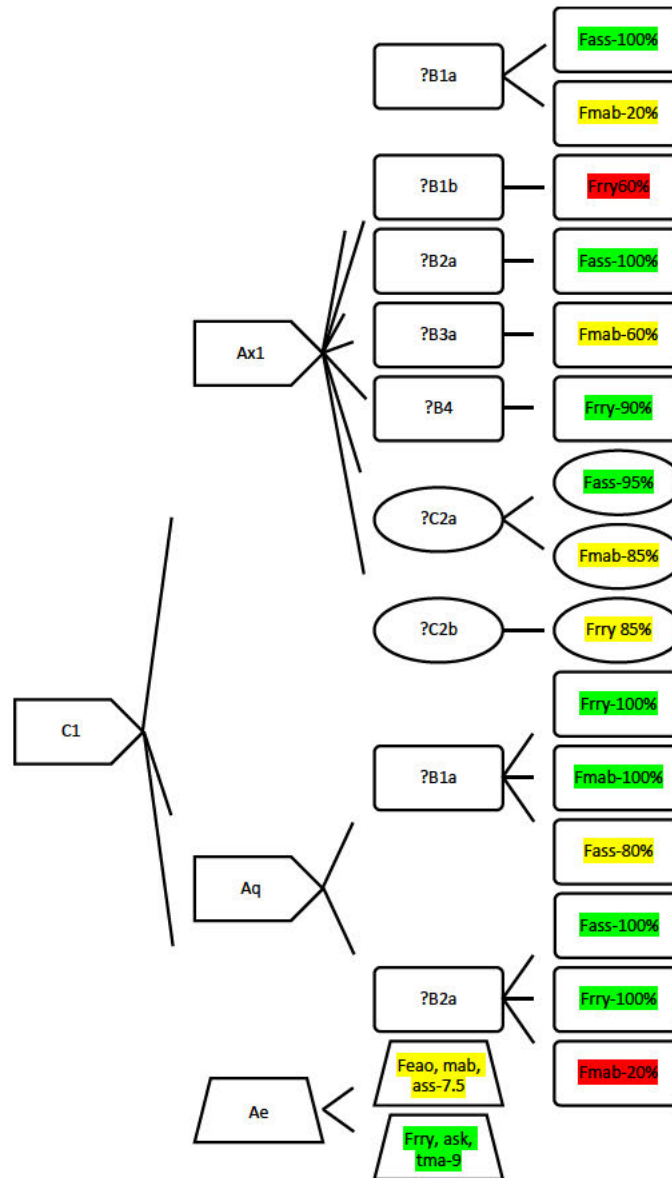 Fass-100%
?B1a
Fmab-20%
?B1b
Frry60%
?B2a
Fass-100%
Ax1
?B3a
Fmab-60%
?B4
Frry-90%
Fass-95%
?C2a
Fmab-85%
?C2b
Frry 85%
Frry-100%
C1
?B1a
Fmab-100%
Fass-80%
Aq
Fass-100%
?B2a
Frry-100%
Feao, mab,
ass-7.5
Fmab-20%
Ae
Frry, ask,
tma-9